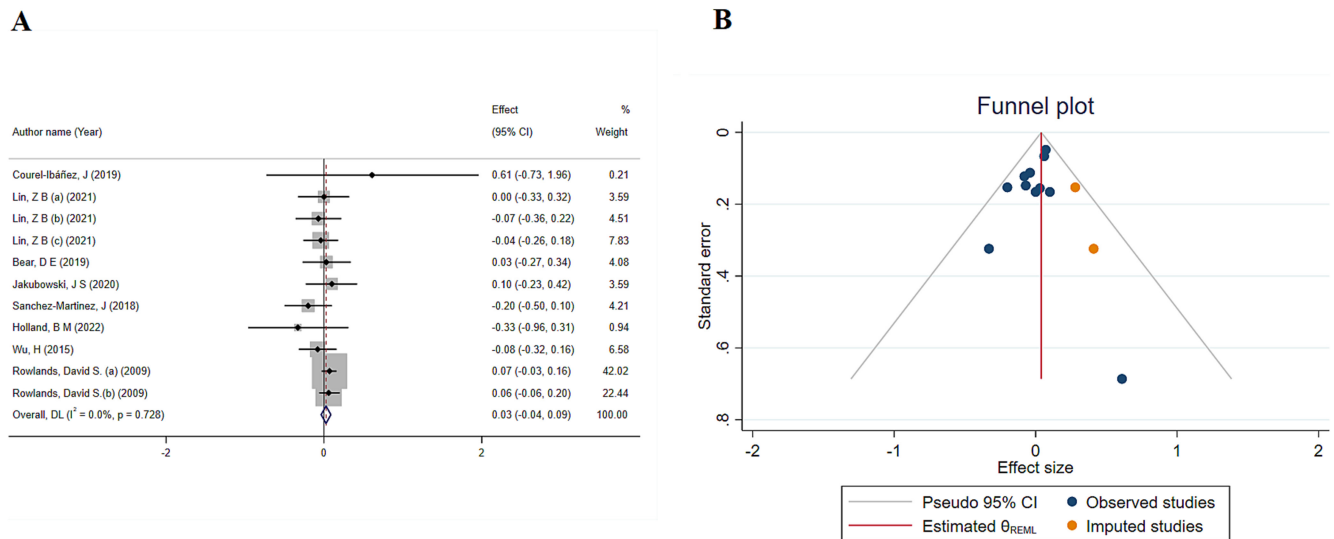 A
Effect %
Author name (Year) (95% CI) Weight
Courel-Ibáñez, J (2019) 0.61 (-0.73, 1.96) 0.21
Lin, Z B (a) (2021) 0.00 (-0.33, 0.32) 3.59
Lin, Z B (b) (2021) -0.07 (-0.36, 0.22) 4.51
Lin, Z B (c) (2021) -0.04 (-0.26, 0.18) 7.83
Bear, D E (2019) 0.03 (-0.27, 0.34) 4.08
Jakubowski, J S (2020) 0.10 (-0.23, 0.42) 3.59
Sanchez-Martinez, J (2018) -0.20 (-0.50, 0.10) 4.21
Holland, B M (2022) -0.33 (-0.96, 0.31) 0.94
Wu, H (2015) -0.08 (-0.32, 0.16) 6.58
Rowlands, David S. (a) (2009) 0.07 (-0.03, 0.16) 42.02
Rowlands, David S.(b) (2009) 0.06 (-0.06, 0.20) 22.44
Overall, DL (I² = 0.0%, p = 0.728) 0.03 (-0.04, 0.09) 100.00
-2 0 2
B
Funnel plot
Standard error
0
.2
.4
.6
.8
-2 -1 0 1 2
Effect size
Pseudo 95% CI Observed studies
Estimated θREML Imputed studies